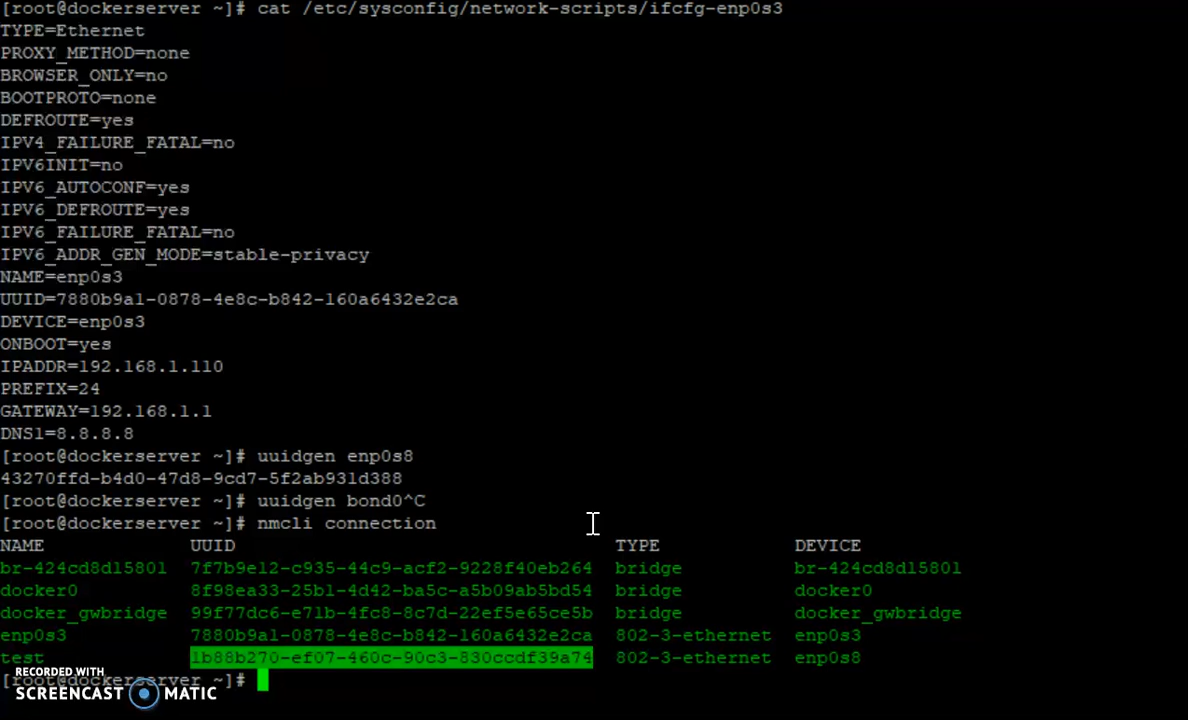 [root@dockerserver ~]# cat /etc/sysconfig/network-scripts/ifcfg-enp0s3
TYPE=Ethernet
PROXY_METHOD=none
BROWSER_ONLY=no
BOOTPROTO=none
DEFROUTE=yes
IPV4_FAILURE_FATAL=no
IPV6INIT=no
IPV6_AUTOCONF=yes
IPV6_DEFROUTE=yes
IPV6_FAILURE_FATAL=no
IPV6_ADDR_GEN_MODE=stable-privacy
NAME=enp0s3
UUID=7880b9a1-0878-4e8c-b842-160a6432e2ca
DEVICE=enp0s3
ONBOOT=yes
IPADDR=192.168.1.110
PREFIX=24
GATEWAY=192.168.1.1
DNS1=8.8.8.8
[root@dockerserver ~]# uuidgen enp0s8
43270ffd-b4d0-47d8-9cd7-5f2ab931d388
[root@dockerserver ~]# uuidgen bond0^C
[root@dockerserver ~]# nmcli connection
NAME UUID TYPE DEVICE
br-424cd8d15801 7f7b9e12-c935-44c9-acf2-9228f40eb264 bridge br-424cd8d15801
docker0 8f98ea33-25b1-4d42-ba5c-a5b09ab5bd54 bridge docker0
docker_gwbridge 99f77dc6-e71b-4fc8-8c7d-22ef5e65ce5b bridge docker_gwbridge
enp0s3 7880b9a1-0878-4e8c-b842-160a6432e2ca 802-3-ethernet enp0s3
test 1b88b270-ef07-460c-90c3-830ccdf39a74 802-3-ethernet enp0s8
[root@dockerserver ~]#
RECORDED WITH
SCREENCAST MATIC